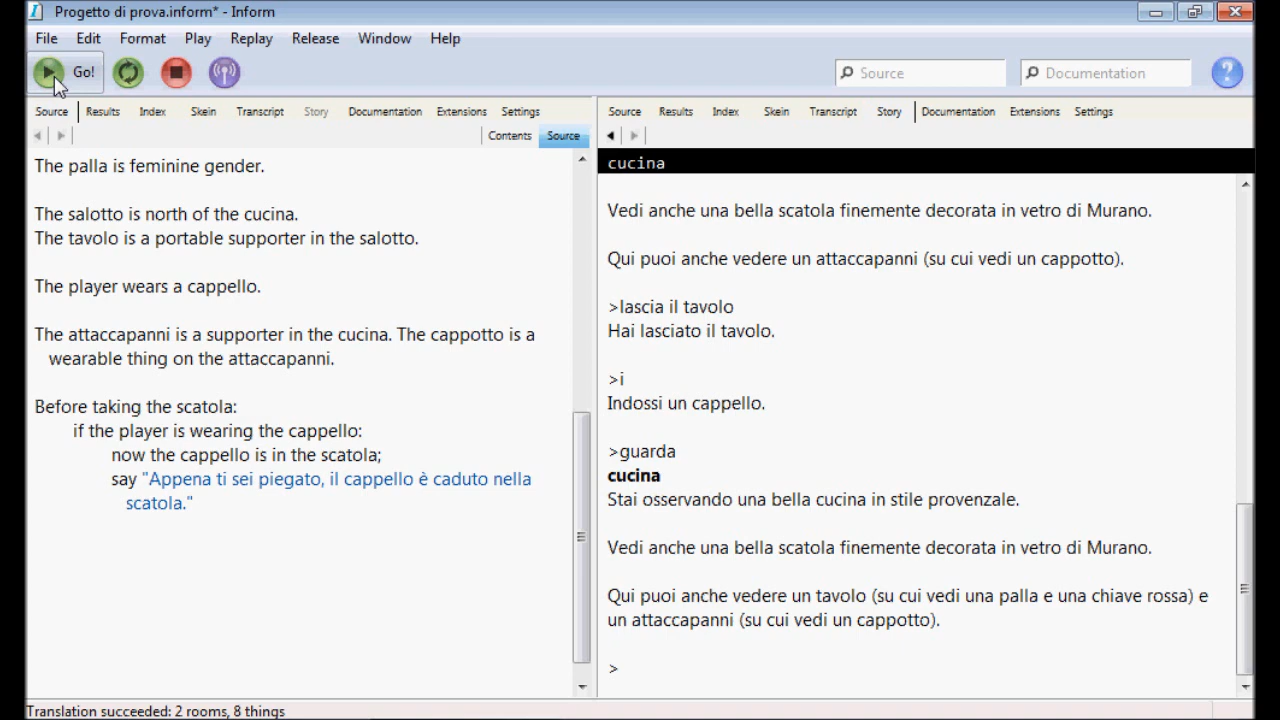 Progetto di prova.inform* - Inform
File Edit Format Play Replay Release Window Help
Go!
Source
Documentation
?
Source Results Index Skein Transcript Story Documentation Extensions Settings
Contents Source
The palla is feminine gender.
The salotto is north of the cucina.
The tavolo is a portable supporter in the salotto.
The player wears a cappello.
The attaccapanni is a supporter in the cucina. The cappotto is a
wearable thing on the attaccapanni.
Before taking the scatola:
if the player is wearing the cappello:
now the cappello is in the scatola;
say "Appena ti sei piegato, il cappello è caduto nella
scatola."
Source Results Index Skein Transcript Story Documentation Extensions Settings
cucina
Vedi anche una bella scatola finemente decorata in vetro di Murano.
Qui puoi anche vedere un attaccapanni (su cui vedi un cappotto).
>lascia il tavolo
Hai lasciato il tavolo.
>i
Indossi un cappello.
>guarda
cucina
Stai osservando una bella cucina in stile provenzale.
Vedi anche una bella scatola finemente decorata in vetro di Murano.
Qui puoi anche vedere un tavolo (su cui vedi una palla e una chiave rossa) e
un attaccapanni (su cui vedi un cappotto).
>
Translation succeeded: 2 rooms, 8 things